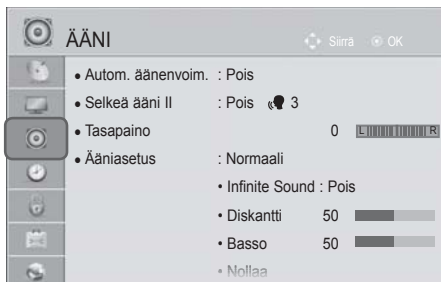 ÄÄNI Siirrä OK
• Autom. äänenvoim. : Pois
• Selkeä ääni II : Pois 3
• Tasapaino 0 L R
• Ääniasetus : Normaali
• Infinite Sound : Pois
• Diskantti 50
• Basso 50
• Nollaa